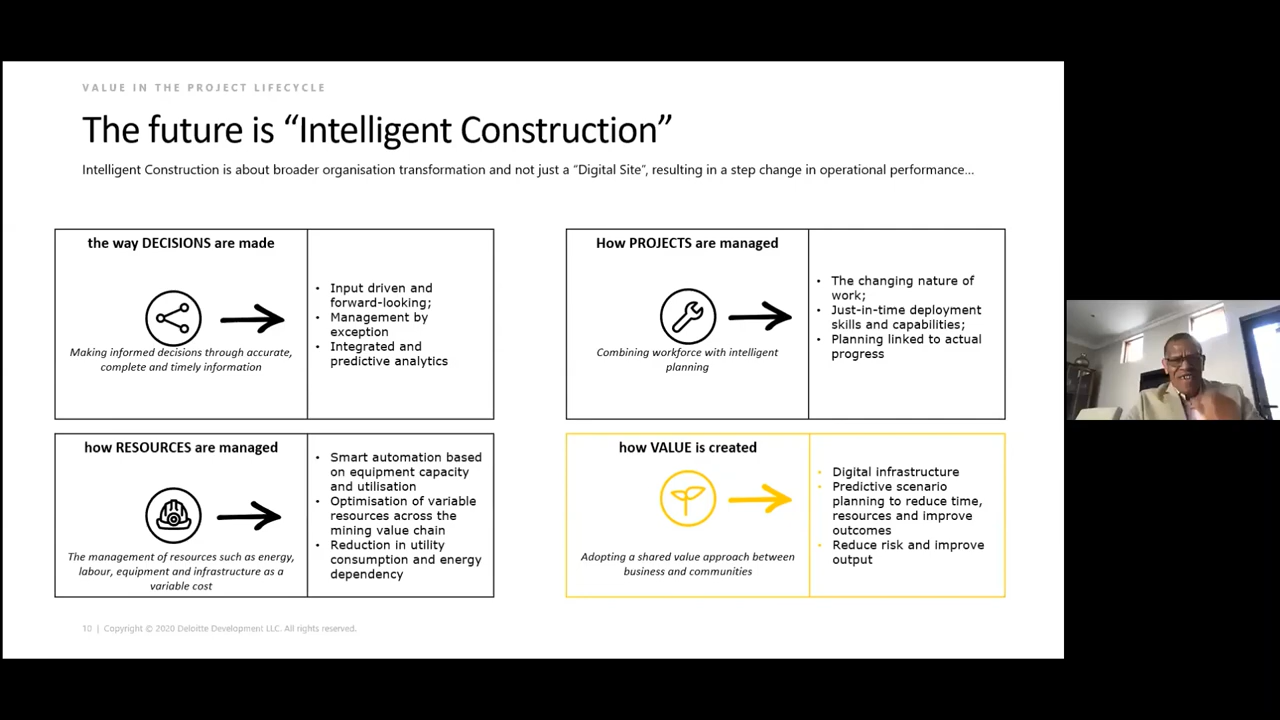 VALUE IN THE PROJECT LIFECYCLE
The future is “Intelligent Construction”
Intelligent Construction is about broader organisation transformation and not just a “Digital Site”, resulting in a step change in operational performance…
the way DECISIONS are made
Making informed decisions through accurate,
complete and timely information
• Input driven and
forward-looking;
• Management by
exception
• Integrated and
predictive analytics
How PROJECTS are managed
Combining workforce with intelligent
planning
• The changing nature of
work;
• Just-in-time deployment
skills and capabilities;
• Planning linked to actual
progress
how RESOURCES are managed
The management of resources such as energy,
labour, equipment and infrastructure as a
variable cost
• Smart automation based
on equipment capacity
and utilisation
• Optimisation of variable
resources across the
mining value chain
• Reduction in utility
consumption and energy
dependency
how VALUE is created
Adopting a shared value approach between
business and communities
• Digital infrastructure
• Predictive scenario
planning to reduce time,
resources and improve
outcomes
• Reduce risk and improve
output
10 | Copyright © 2020 Deloitte Development LLC. All rights reserved.